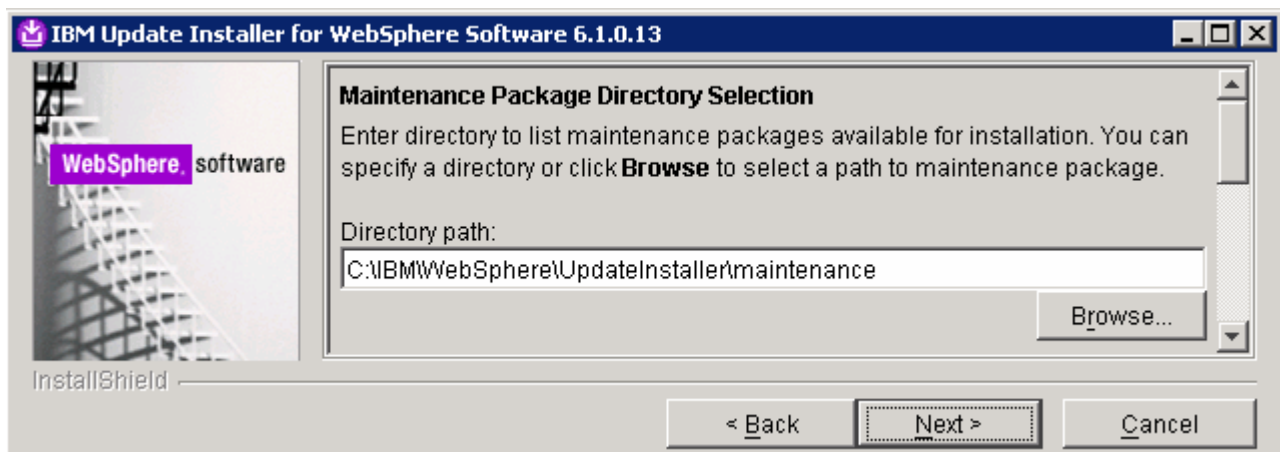 IBM Update Installer for WebSphere Software 6.1.0.13
WebSphere. software
Maintenance Package Directory Selection
Enter directory to list maintenance packages available for installation. You can
specify a directory or click Browse to select a path to maintenance package.
Directory path:
C:\IBM\WebSphere\UpdateInstaller\maintenance
Browse...
InstallShield
< Back
Next >
Cancel